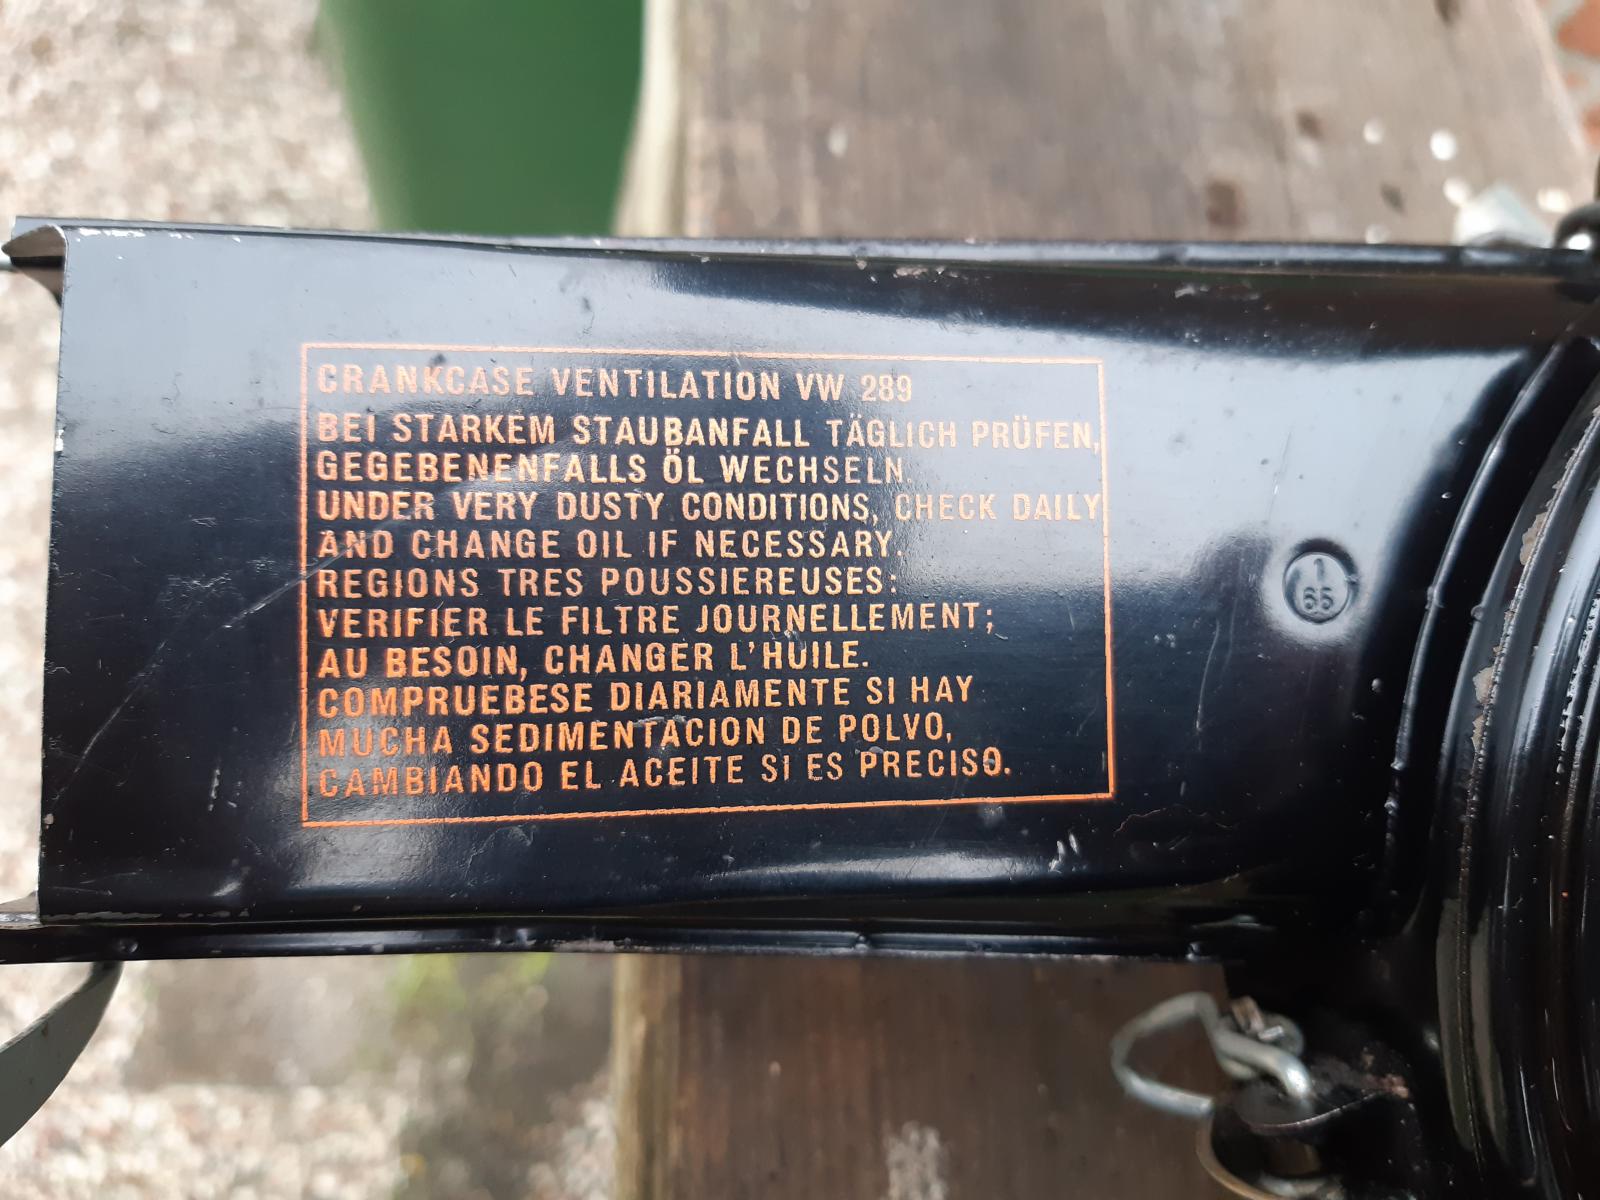 CRANKCASE VENTILATION VW 289
BEI STARKEM STAUBANFALL TÄGLICH PRÜFEN,
GEGEBENENFALLS ÖL WECHSELN.
UNDER VERY DUSTY CONDITIONS, CHECK DAILY
AND CHANGE OIL IF NECESSARY.
REGIONS TRES POUSSIEREUSES:
VERIFIER LE FILTRE JOURNELLEMENT;
AU BESOIN, CHANGER L'HUILE.
COMPRUEBESE DIARIAMENTE SI HAY
MUCHA SEDIMENTACION DE POLVO,
CAMBIANDO EL ACEITE SI ES PRECISO.
1
65